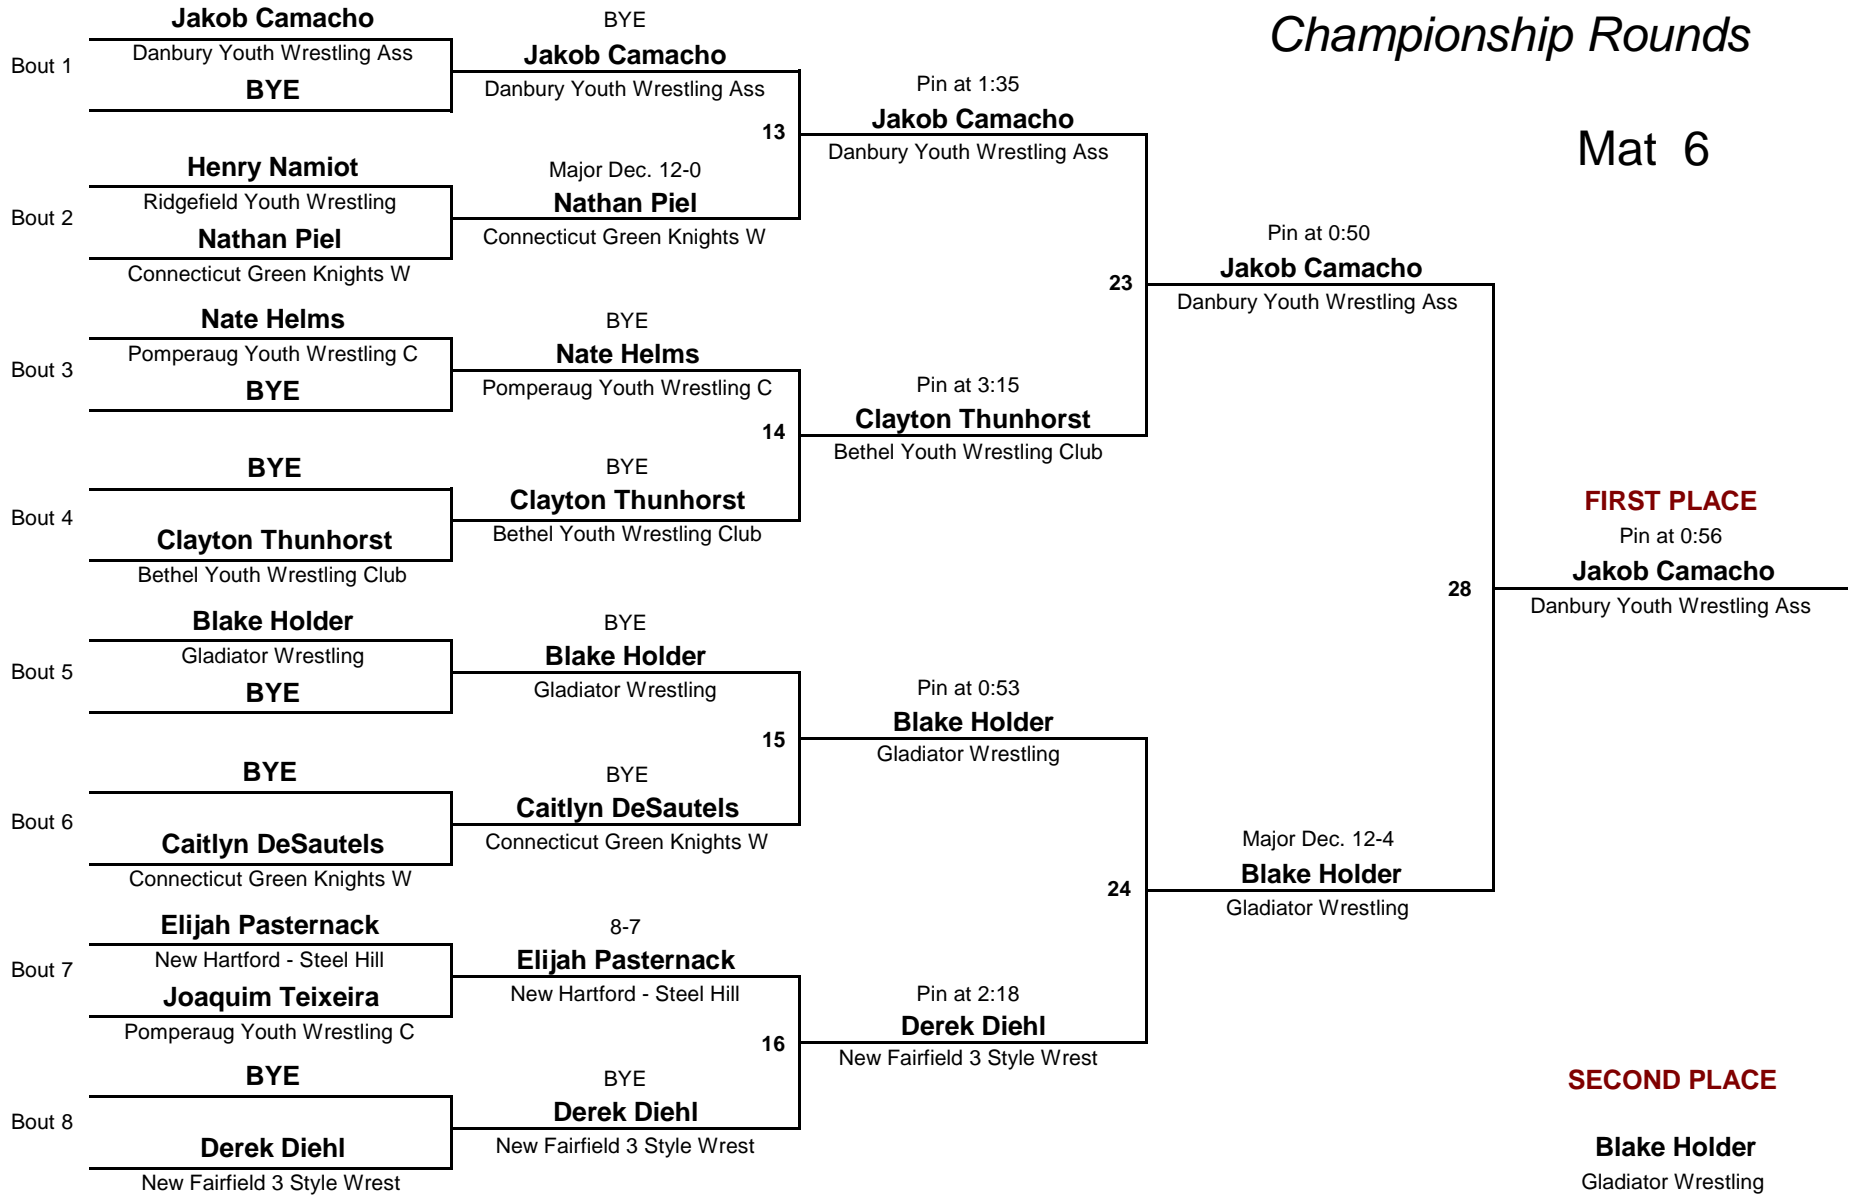 Championship Rounds
Mat 6
Bout 1
Jakob Camacho
Danbury Youth Wrestling Ass
BYE
Bout 2
Henry Namiot
Ridgefield Youth Wrestling
Nathan Piel
Connecticut Green Knights W
Bout 3
Nate Helms
Pomperaug Youth Wrestling C
BYE
Bout 4
BYE
Clayton Thunhorst
Bethel Youth Wrestling Club
Bout 5
Blake Holder
Gladiator Wrestling
BYE
Bout 6
BYE
Caitlyn DeSautels
Connecticut Green Knights W
Bout 7
Elijah Pasternack
New Hartford - Steel Hill
Joaquim Teixeira
Pomperaug Youth Wrestling C
Bout 8
BYE
Derek Diehl
New Fairfield 3 Style Wrest
BYE
Jakob Camacho
Danbury Youth Wrestling Ass
13
Major Dec. 12-0
Nathan Piel
Connecticut Green Knights W
BYE
Nate Helms
Pomperaug Youth Wrestling C
14
BYE
Clayton Thunhorst
Bethel Youth Wrestling Club
BYE
Blake Holder
Gladiator Wrestling
15
BYE
Caitlyn DeSautels
Connecticut Green Knights W
8-7
Elijah Pasternack
New Hartford - Steel Hill
16
BYE
Derek Diehl
New Fairfield 3 Style Wrest
Pin at 1:35
Jakob Camacho
Danbury Youth Wrestling Ass
23
Pin at 3:15
Clayton Thunhorst
Bethel Youth Wrestling Club
Pin at 0:53
Blake Holder
Gladiator Wrestling
24
Pin at 2:18
Derek Diehl
New Fairfield 3 Style Wrest
Pin at 0:50
Jakob Camacho
Danbury Youth Wrestling Ass
28
Major Dec. 12-4
Blake Holder
Gladiator Wrestling
FIRST PLACE
Pin at 0:56
Jakob Camacho
Danbury Youth Wrestling Ass
SECOND PLACE
Blake Holder
Gladiator Wrestling